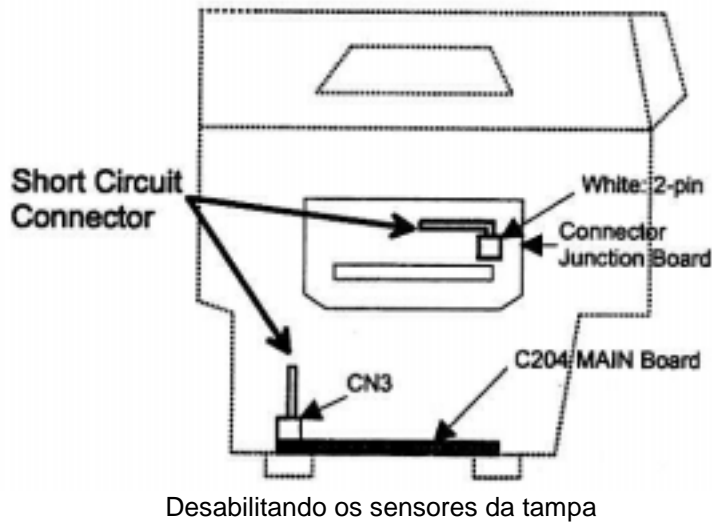 Short Circuit
Connector
White: 2-pin
Connector
Junction Board
C204 MAIN Board
CN3
Desabilitando os sensores da tampa